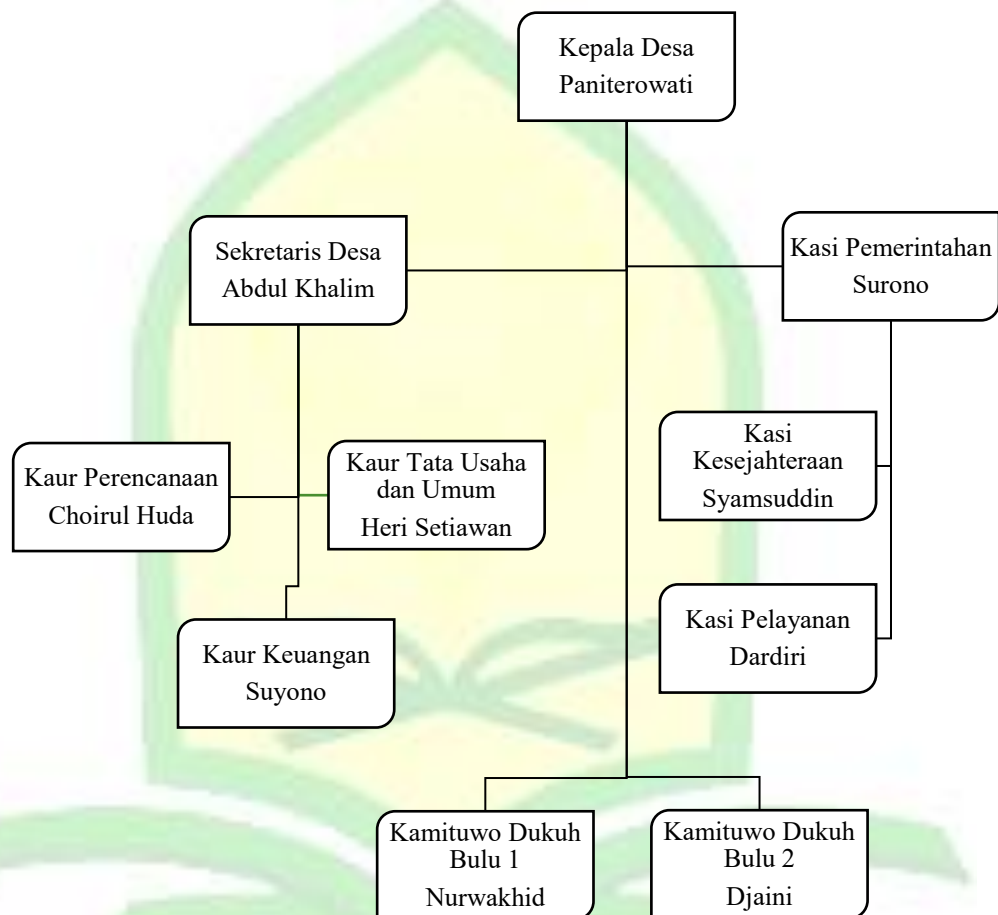 Kepala Desa
Paniterowati
Sekretaris Desa
Abdul Khalim
Kasi Pemerintahan
Surono
Kaur Perencanaan
Choirul Huda
Kaur Tata Usaha
dan Umum
Heri Setiawan
Kasi
Kesejahteraan
Syamsuddin
Kaur Keuangan
Suyono
Kasi Pelayanan
Dardiri
Kamituwo Dukuh
Bulu 1
Nurwakhid
Kamituwo Dukuh
Bulu 2
Djaini